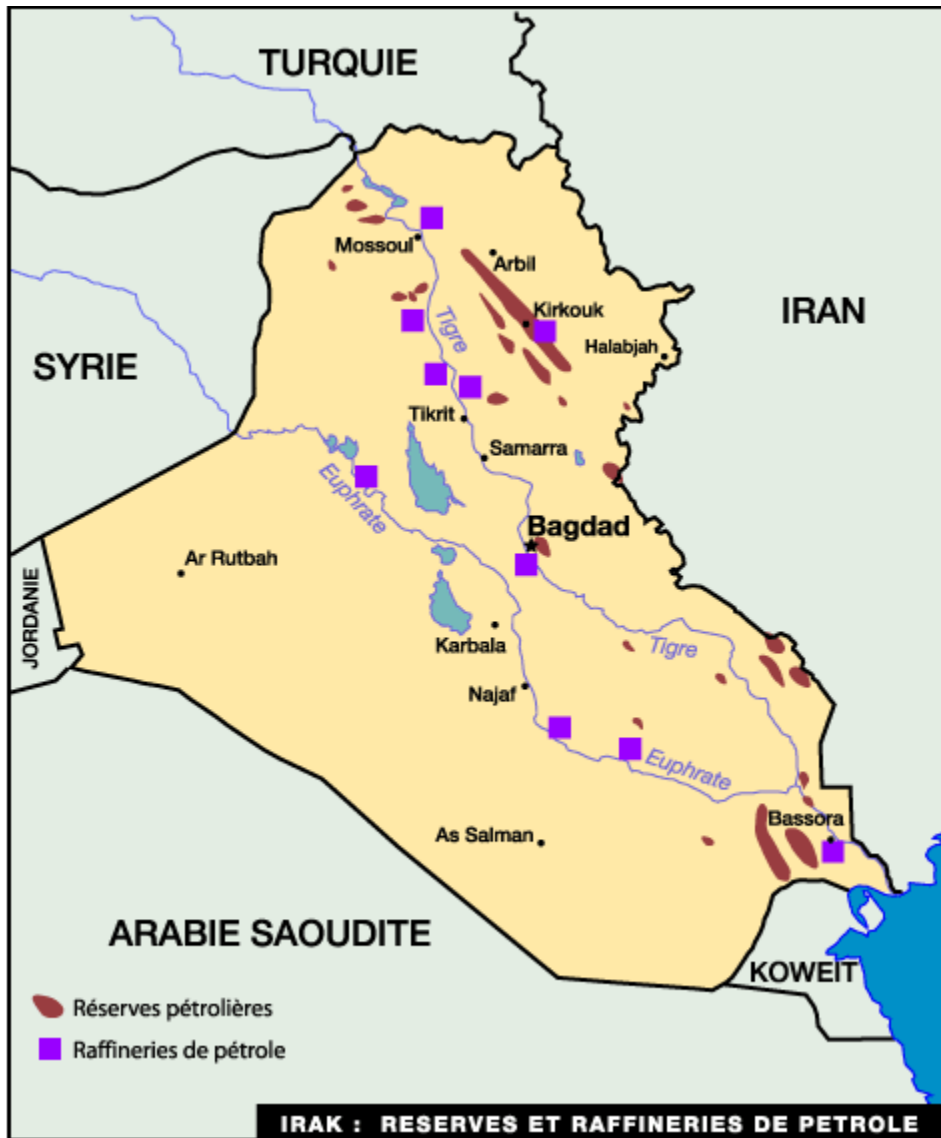 TURQUIE
Mossoul
Arbil
IRAN
Kirkouk
Tigre
Halabjah
SYRIE
Tikrit
Samarra
Euphrate
Bagdad
Ar Rutbah
JORDANIE
Karbala
Tigre
Najaf
Euphrate
Bassora
As Salman
ARABIE SAOUDITE
KOWEIT
Réserves pétrolières
Raffineries de pétrole
IRAK : RESERVES ET RAFFINERIES DE PETROLE